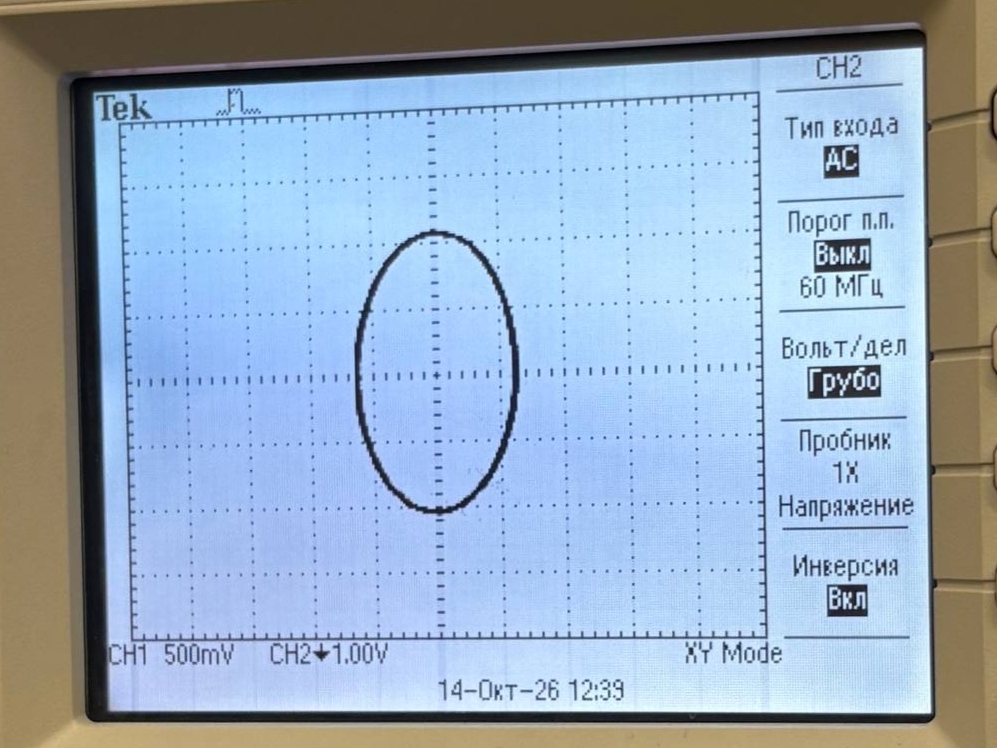 Tek
CH2
Тип входа
AC
Порог п.п.
Выкл
60 МГц
Вольт/дел
Грубо
Пробник
1X
Напряжение
Инверсия
Вкл
CH1 500mV CH2 1.00V XY Mode
14-Окт-26 12:39